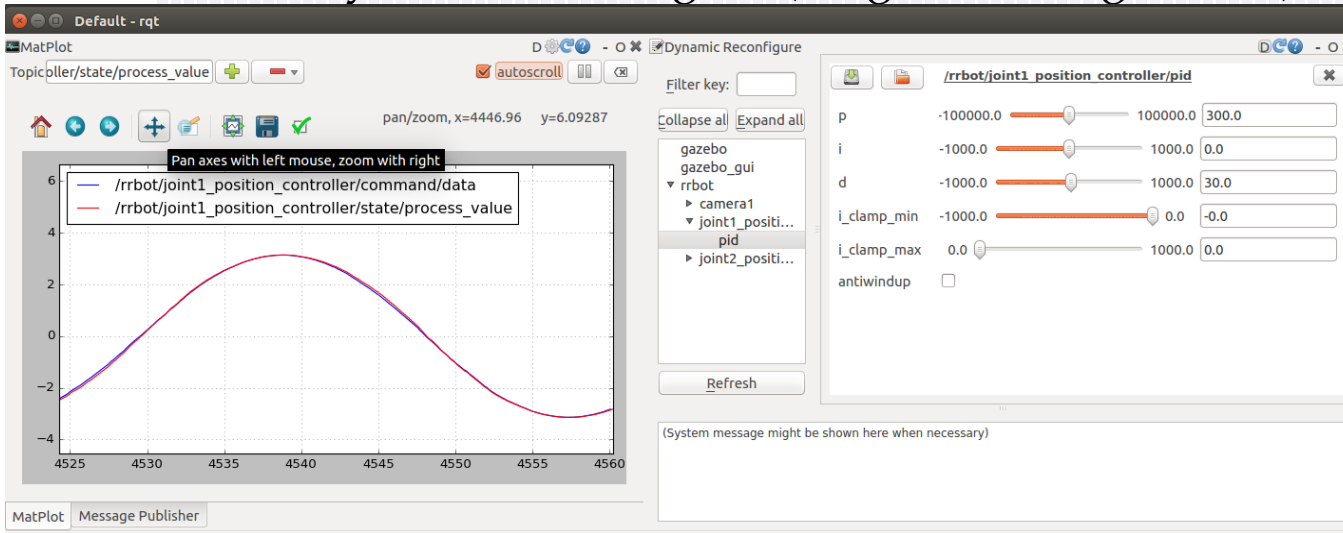 Default - rqt
MatPlot
D
- O
Topic oller/state/process_value
autoscroll
pan/zoom, x=4446.96 y=6.09287
Pan axes with left mouse, zoom with right
/rrbot/joint1_position_controller/command/data
/rrbot/joint1_position_controller/state/process_value
6
4
2
0
−2
−4
4525 4530 4535 4540 4545 4550 4555 4560
MatPlot Message Publisher
Dynamic Reconfigure
D
- O
Filter key:
Collapse all Expand all
gazebo
gazebo_gui
rrbot
camera1
joint1_positi...
pid
joint2_positi...
Refresh
/rrbot/joint1_position_controller/pid
p -100000.0 100000.0 300.0
i -1000.0 1000.0 0.0
d -1000.0 1000.0 30.0
i_clamp_min -1000.0 0.0 -0.0
i_clamp_max 0.0 1000.0 0.0
antiwindup
(System message might be shown here when necessary)